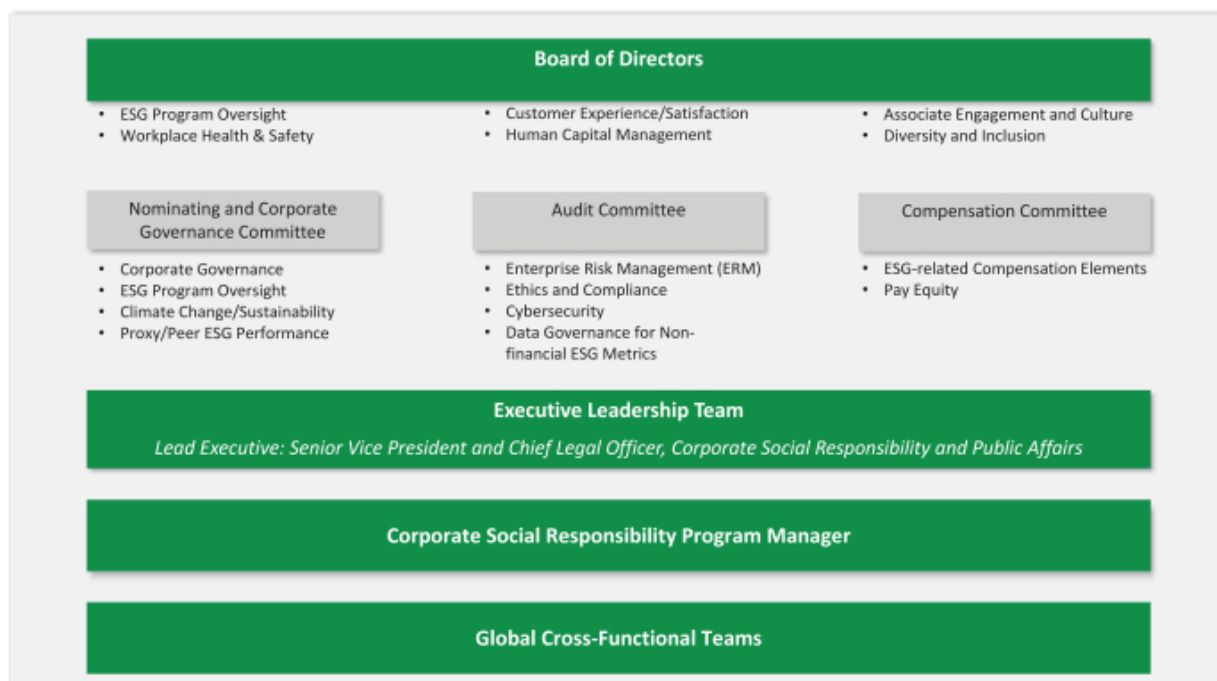 Board of Directors
• ESG Program Oversight
• Workplace Health & Safety
• Customer Experience/Satisfaction
• Human Capital Management
• Associate Engagement and Culture
• Diversity and Inclusion
Nominating and Corporate
Governance Committee
• Corporate Governance
• ESG Program Oversight
• Climate Change/Sustainability
• Proxy/Peer ESG Performance
Audit Committee
• Enterprise Risk Management (ERM)
• Ethics and Compliance
• Cybersecurity
• Data Governance for Non-
financial ESG Metrics
Compensation Committee
• ESG-related Compensation Elements
• Pay Equity
Executive Leadership Team
Lead Executive: Senior Vice President and Chief Legal Officer, Corporate Social Responsibility and Public Affairs
Corporate Social Responsibility Program Manager
Global Cross-Functional Teams